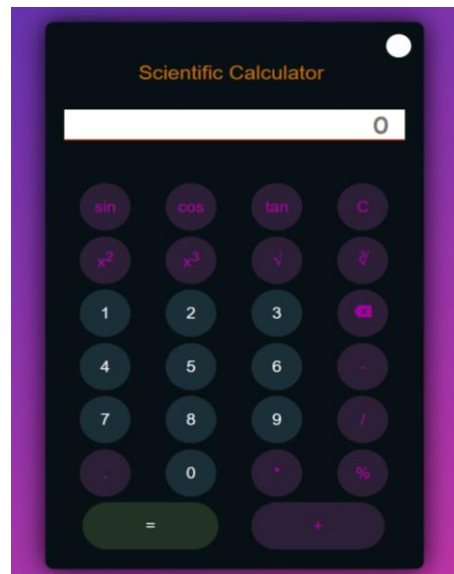 Scientific Calculator
0
sin cos tan C
x² x³ √ ∛
1 2 3 ⌫
4 5 6 -
7 8 9 /
. 0 * %
= +